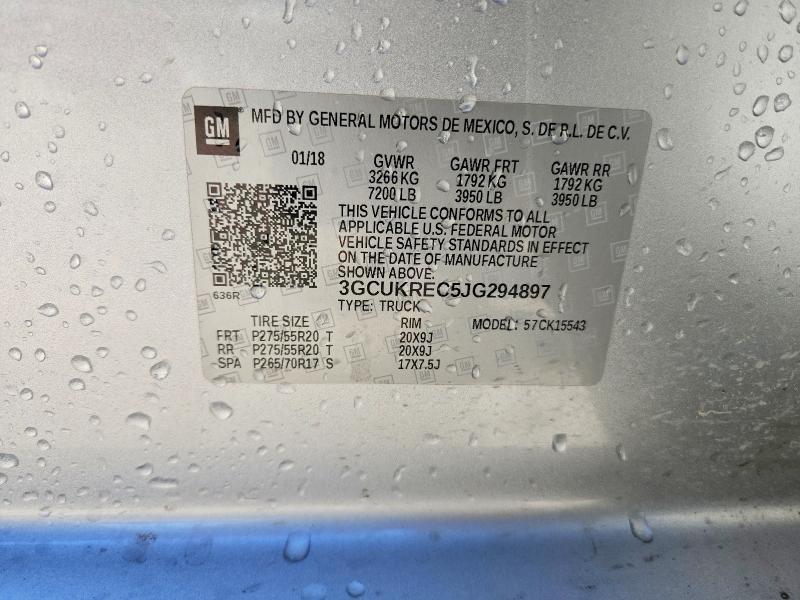 GM® MFD BY GENERAL MOTORS DE MEXICO, S. DE R.L. DE C.V.
01/18 GVWR GAWR FRT GAWR RR
3266 KG 1792 KG 1792 KG
7200 LB 3950 LB 3950 LB
THIS VEHICLE CONFORMS TO ALL
APPLICABLE U.S. FEDERAL MOTOR
VEHICLE SAFETY STANDARDS IN EFFECT
ON THE DATE OF MANUFACTURE
SHOWN ABOVE.
636R 3GCUKREC5JG294897
TYPE: TRUCK
TIRE SIZE RIM MODEL: 57CK15543
FRT P275/55R20 T 20X9J
RR P275/55R20 T 20X9J
SPA P265/70R17 S 17X7.5J